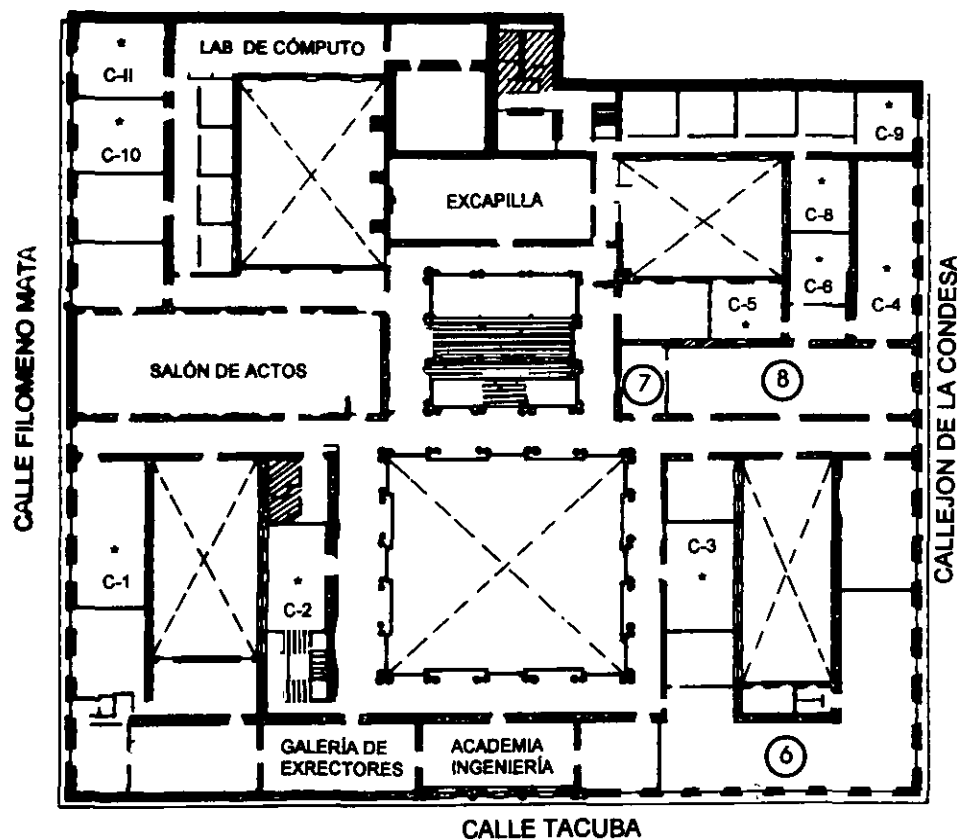 LAB DE CÓMPUTO
*
C-11
*
C-10
*
C-9
EXCAPILLA
*
C-8
*
C-6
*
C-4
C-5
*
CALLE FILOMENO MATA
CALLEJON DE LA CONDESA
SALÓN DE ACTOS
7
8
*
C-1
*
C-2
C-3
*
GALERÍA DE
EXRECTORES
ACADEMIA
INGENIERÍA
6
CALLE TACUBA